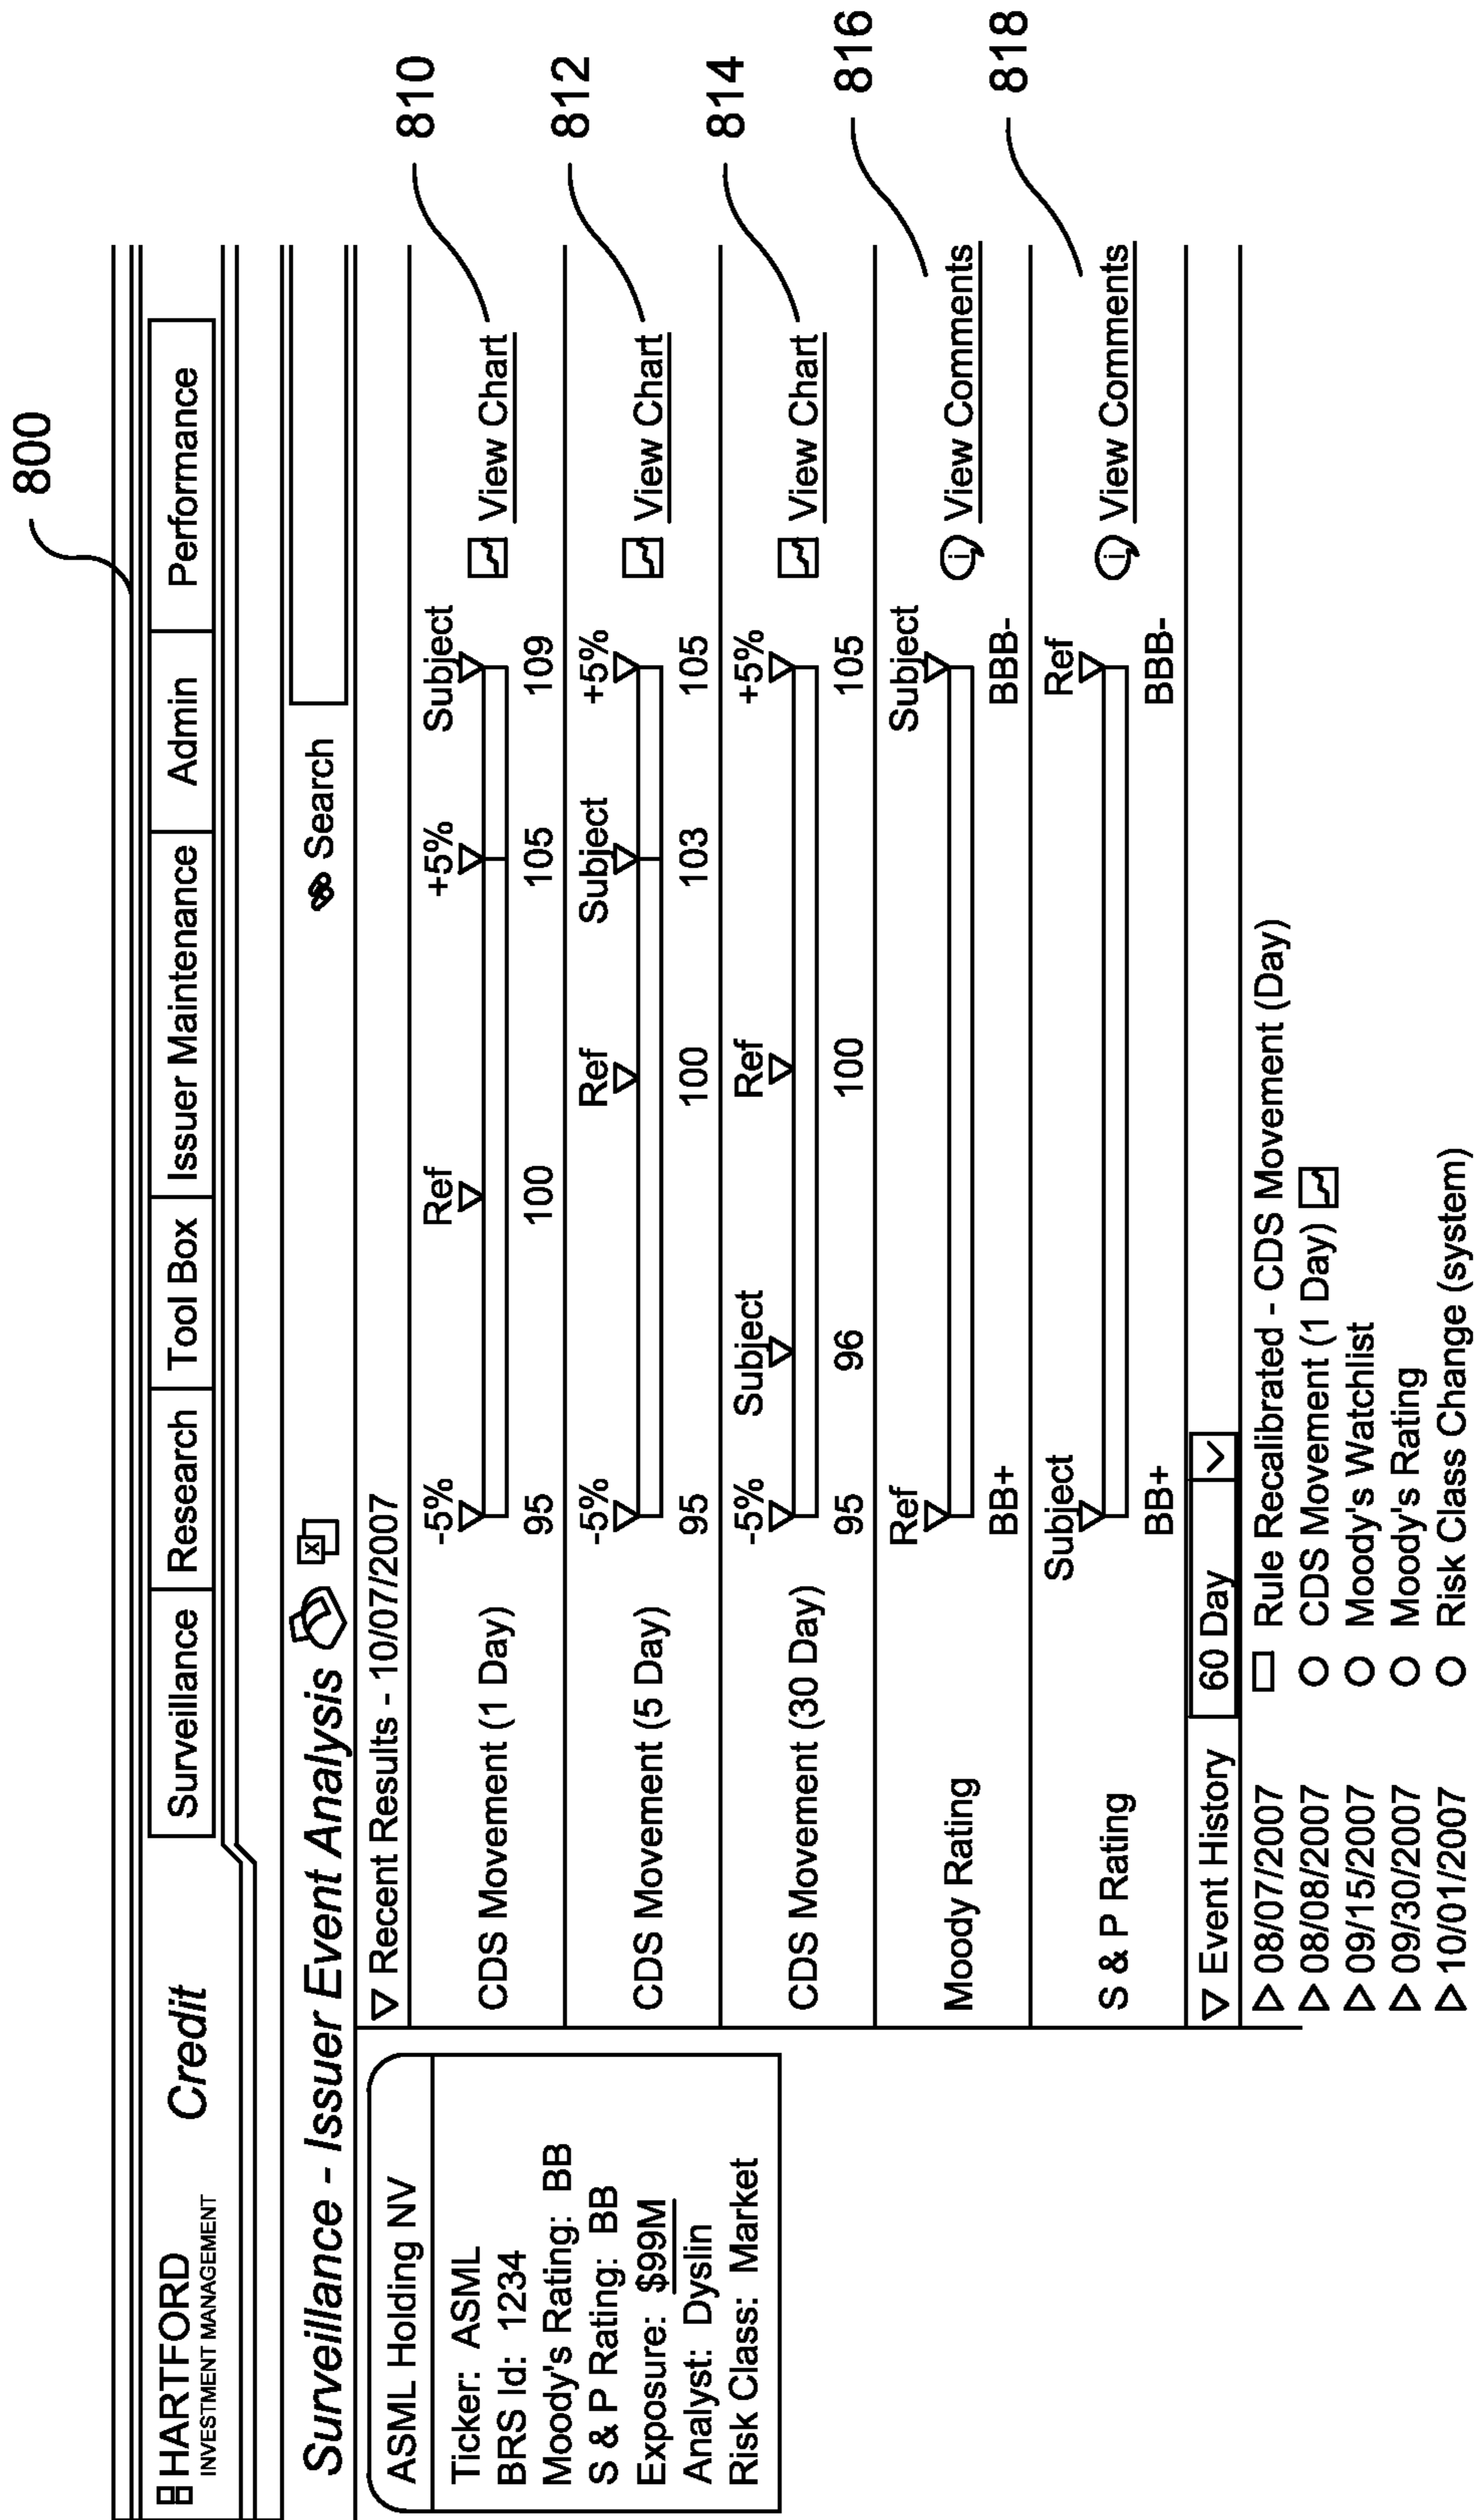 800
HARTFORD
INVESTMENT MANAGEMENT
Credit
Surveillance Research Tool Box Issuer Maintenance Admin Performance
Surveillance - Issuer Event Analysis
x
Search
ASML Holding NV
Ticker: ASML
BRS Id: 1234
Moody's Rating: BB
S & P Rating: BB
Exposure: $99M
Analyst: Dyslin
Risk Class: Market
Recent Results - 10/07/2007
CDS Movement (1 Day)
-5% Ref +5% Subject
95 100 105 109
View Chart
810
CDS Movement (5 Day)
-5% Ref Subject +5%
95 100 103 105
View Chart
812
CDS Movement (30 Day)
-5% Subject Ref +5%
95 96 100 105
View Chart
814
Moody Rating
Ref Subject
BB+ BBB-
i View Comments
816
S & P Rating
Subject Ref
BB+ BBB-
i View Comments
818
Event History 60 Day
08/07/2007 Rule Recalibrated - CDS Movement (Day)
08/08/2007 CDS Movement (1 Day)
09/15/2007 Moody's Watchlist
09/30/2007 Moody's Rating
10/01/2007 Risk Class Change (system)